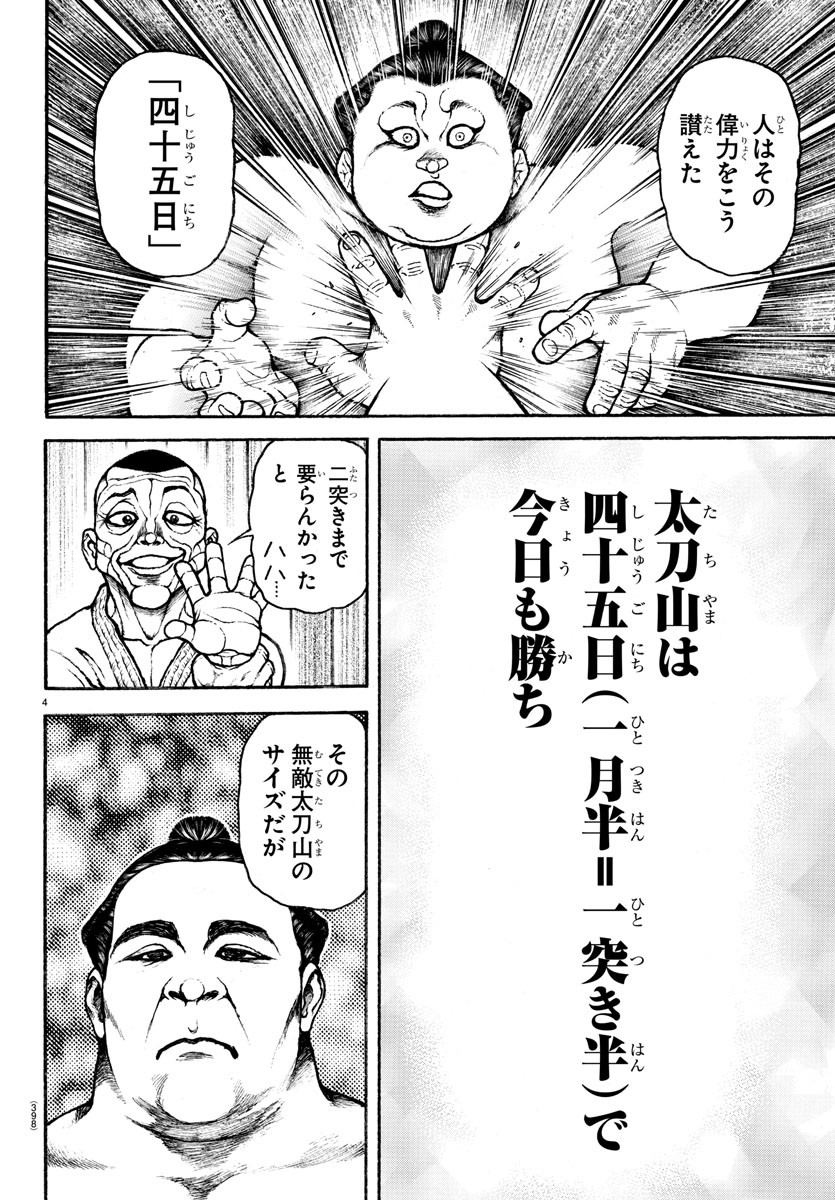 人はその
偉力をこう
讃えた
「四十五日」
太刀山は
四十五日(一月半=一突き半)で
今日も勝ち
二突きまで
要らんかった
と
ハハ…
その
無敵太刀山の
サイズだが
4
(398)